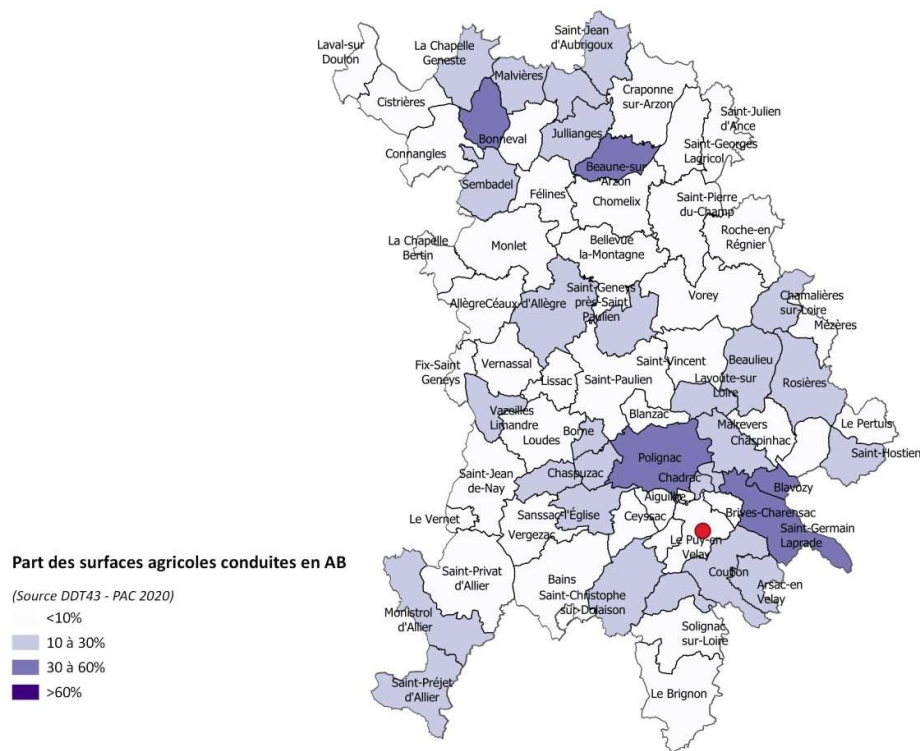 Saint-Jean
d'Aubrigoux
Laval-sur
Doulon
La Chapelle
Geneste
Malvières
Craponne
sur-Arzon
Cistrières
Saint-Julien
d'Ance
Bonneval
Jullianges
Saint-Georges
Lagricol
Connangles
Beaune-sur
Arzon
Sembadel
Félines
Chomelix
Saint-Pierre
du-Champ
Roche-en
Régnier
La Chapelle
Bertin
Monlet
Bellevue
la-Montagne
Allègre
Céaux-d'Allègre
Saint-Geneys
près-Saint
Paulien
Vorey
Chamalières
sur-Loire
Mézères
Fix-Saint
Geneys
Vernassal
Lissac
Saint-Paulien
Saint-Vincent
Beaulieu
Lavoûte-sur
Loire
Rosières
Vazeilles
Limandre
Loudes
Borne
Blanzac
Malrevers
Chaspinhac
Le Pertuis
Saint-Hostien
Polignac
Saint-Jean
de-Nay
Chaspuzac
Chadrac
Blavozy
Aiguilhe
Le Vernet
Sanssac-l'Église
Vergezac
Ceyssac
Brives-Charensac
Saint-Germain
Laprade
Le Puy-en
Velay
Saint-Privat
d'Allier
Bains
Saint-Christophe
sur-Dolaison
Coubon
Arsac-en
Velay
Monistrol
d'Allier
Solignac
sur-Loire
Saint-Préjet
d'Allier
Le Brignon
Part des surfaces agricoles conduites en AB
(Source DDT43 - PAC 2020)
<10%
10 à 30%
30 à 60%
>60%